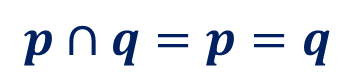 p ∩ q = p = q